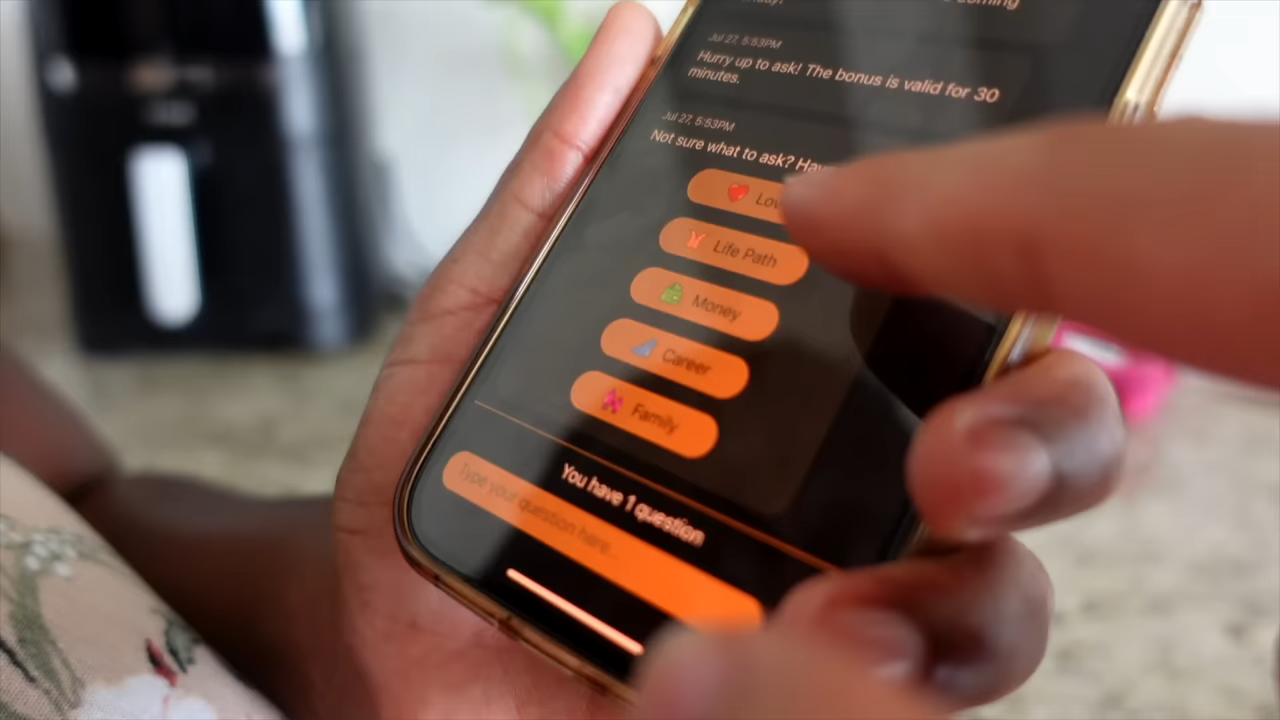 coming
Jul 27, 5:53PM
Hurry up to ask! The bonus is valid for 30
minutes.
Jul 27, 5:53PM
Not sure what to ask?
Life Path
Money
Career
Family
You have 1 question
Type your question here...